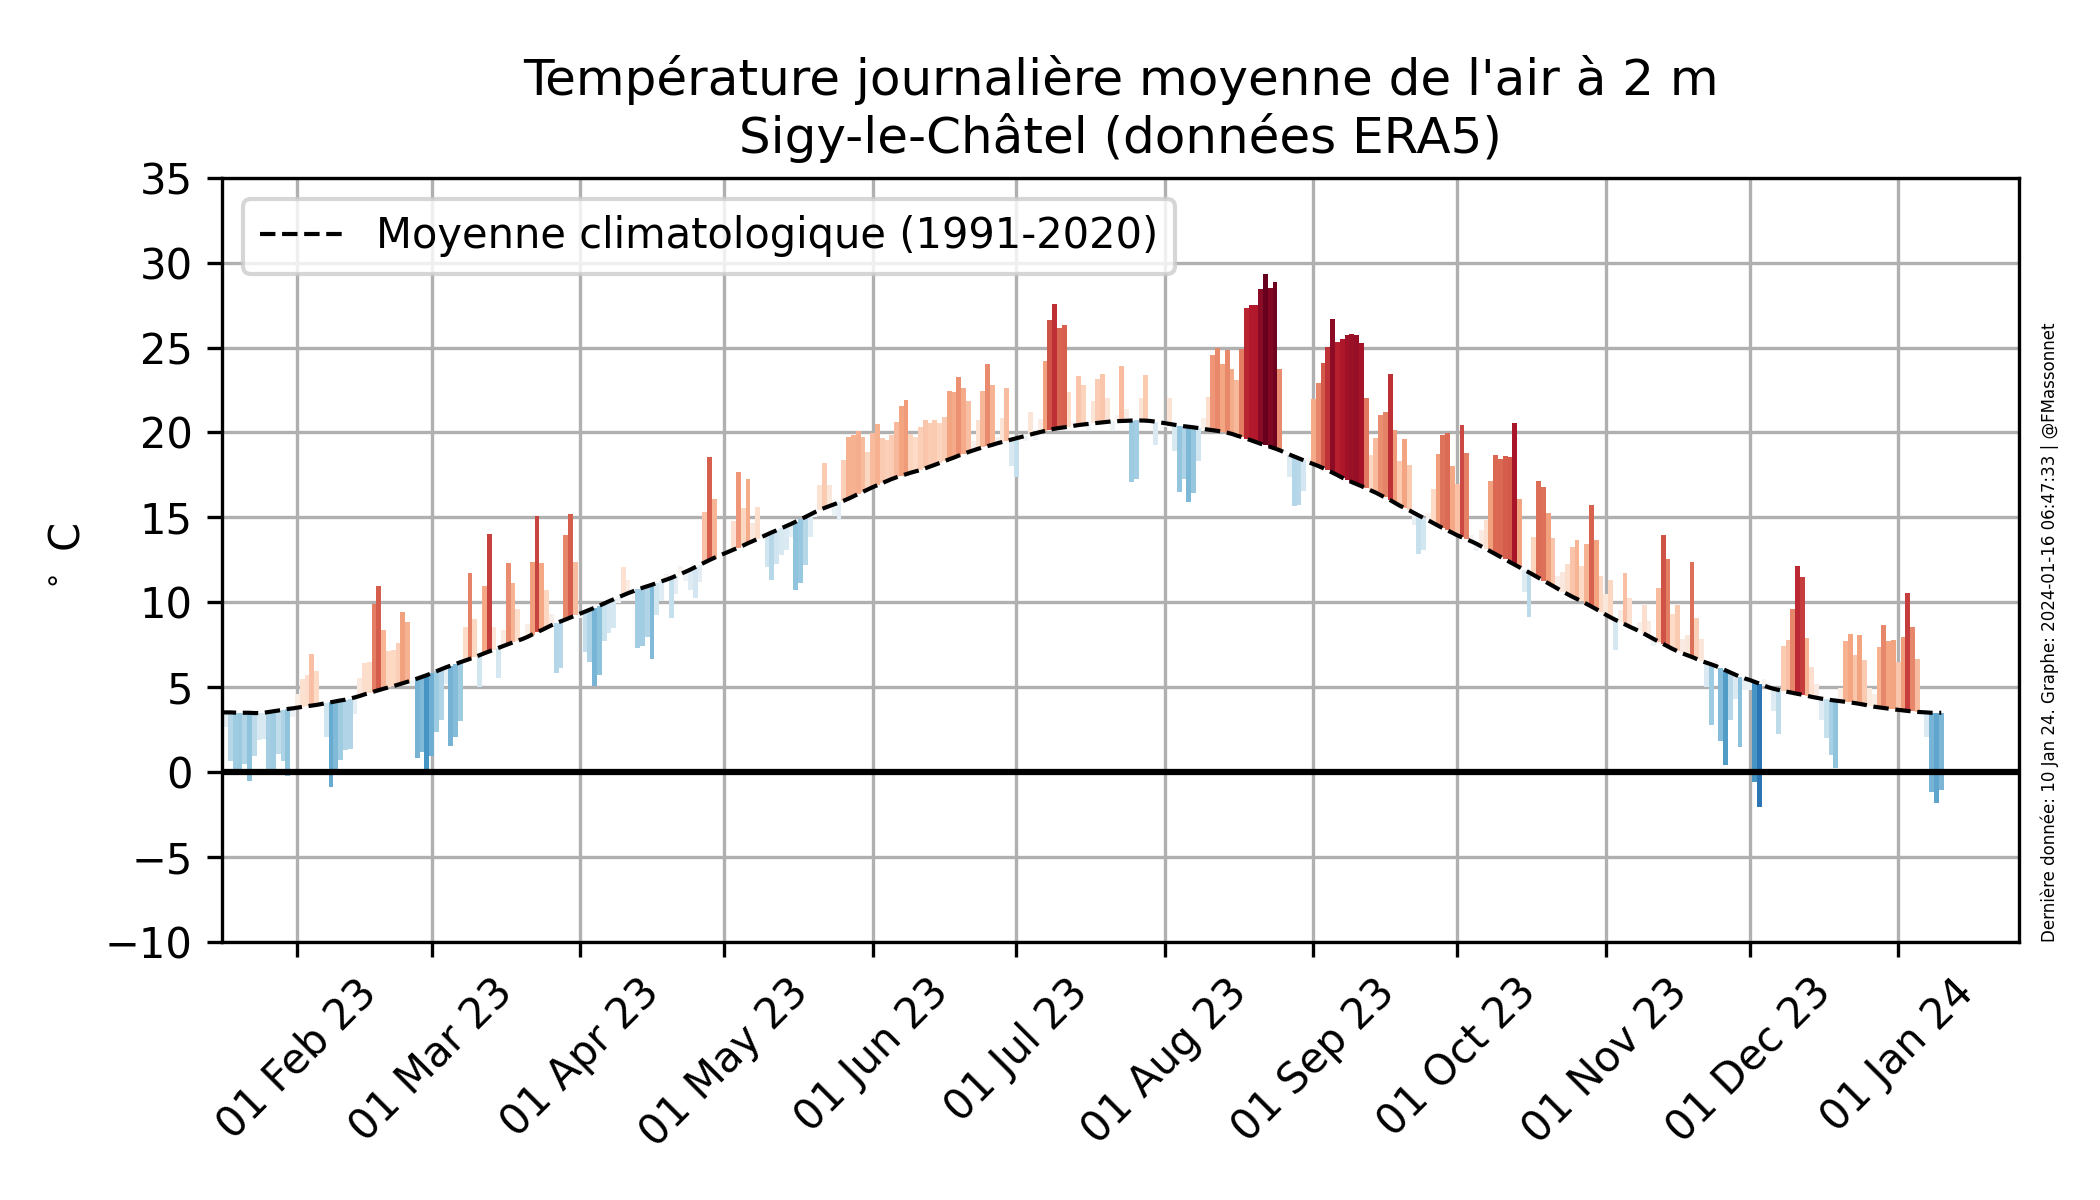 Température journalière moyenne de l'air à 2 m
Sigy-le-Châtel (données ERA5)
Moyenne climatologique (1991-2020)
° C
35
30
25
20
15
10
5
0
−5
−10
01 Feb 23
01 Mar 23
01 Apr 23
01 May 23
01 Jun 23
01 Jul 23
01 Aug 23
01 Sep 23
01 Oct 23
01 Nov 23
01 Dec 23
01 Jan 24
Dernière donnée: 10 Jan 24. Graphe: 2024-01-16 06:47:33 | @FMassonnet